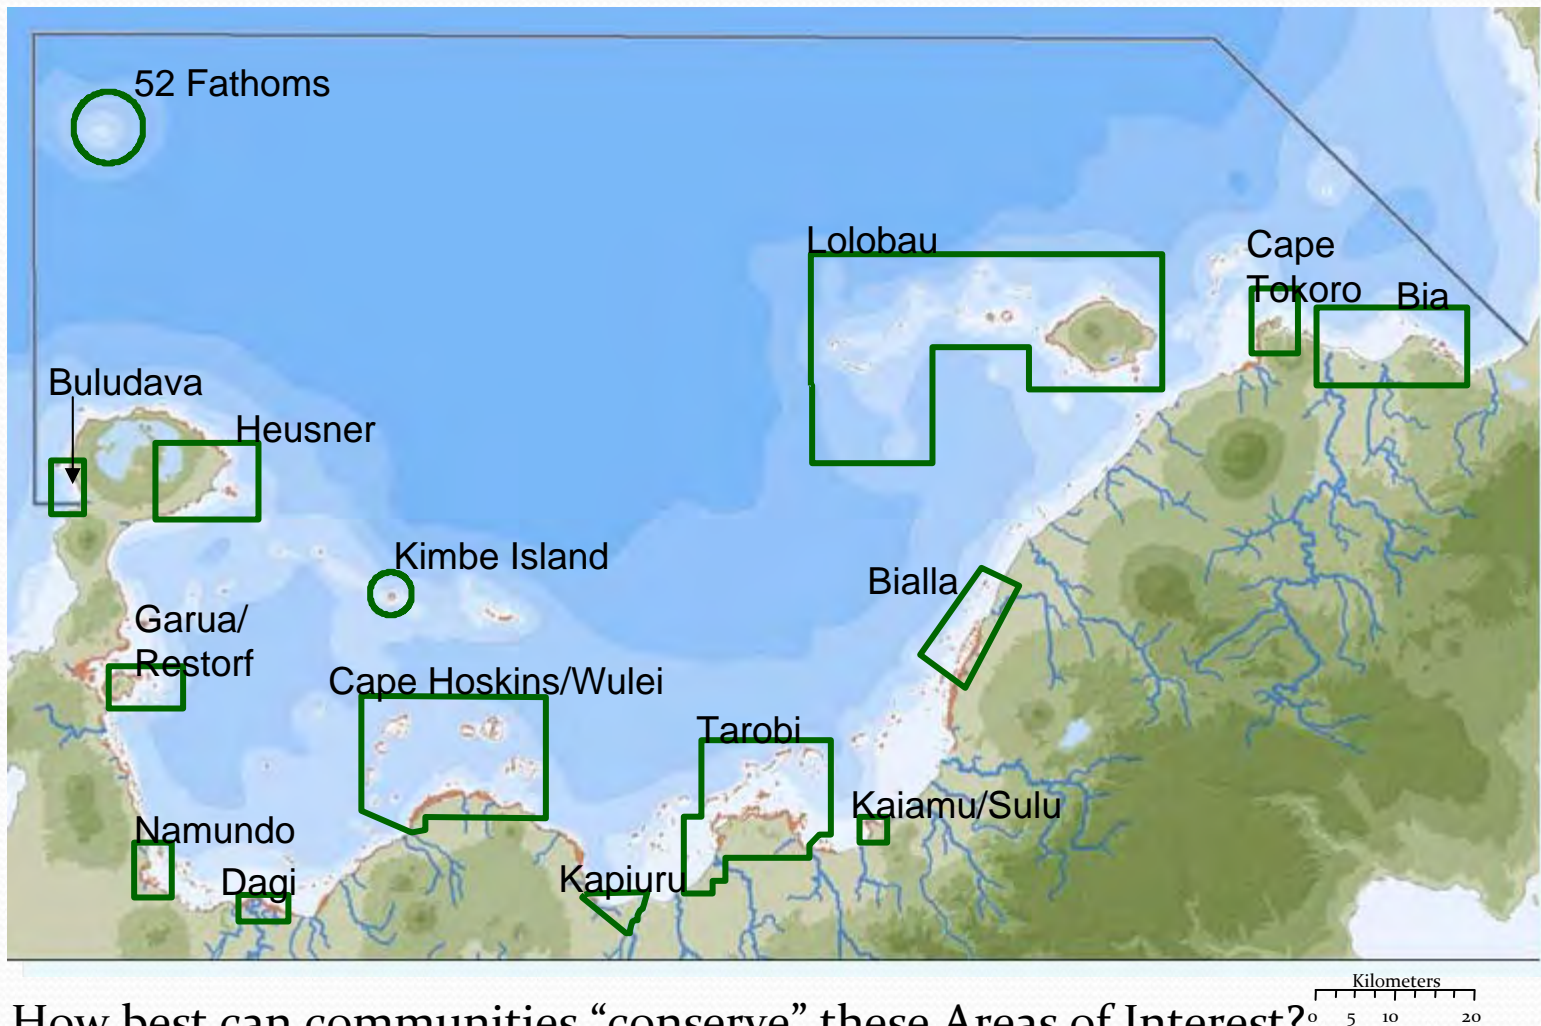 52 Fathoms
Lolobau
Cape
Tokoro
Bia
Buludava
Heusner
Kimbe Island
Bialla
Garua/
Restorf
Cape Hoskins/Wulei
Tarobi
Kaiamu/Sulu
Namundo
Dagi
Kapiuru
Kilometers
0 5 10 20
How best can communities “conserve” these Areas of Interest?